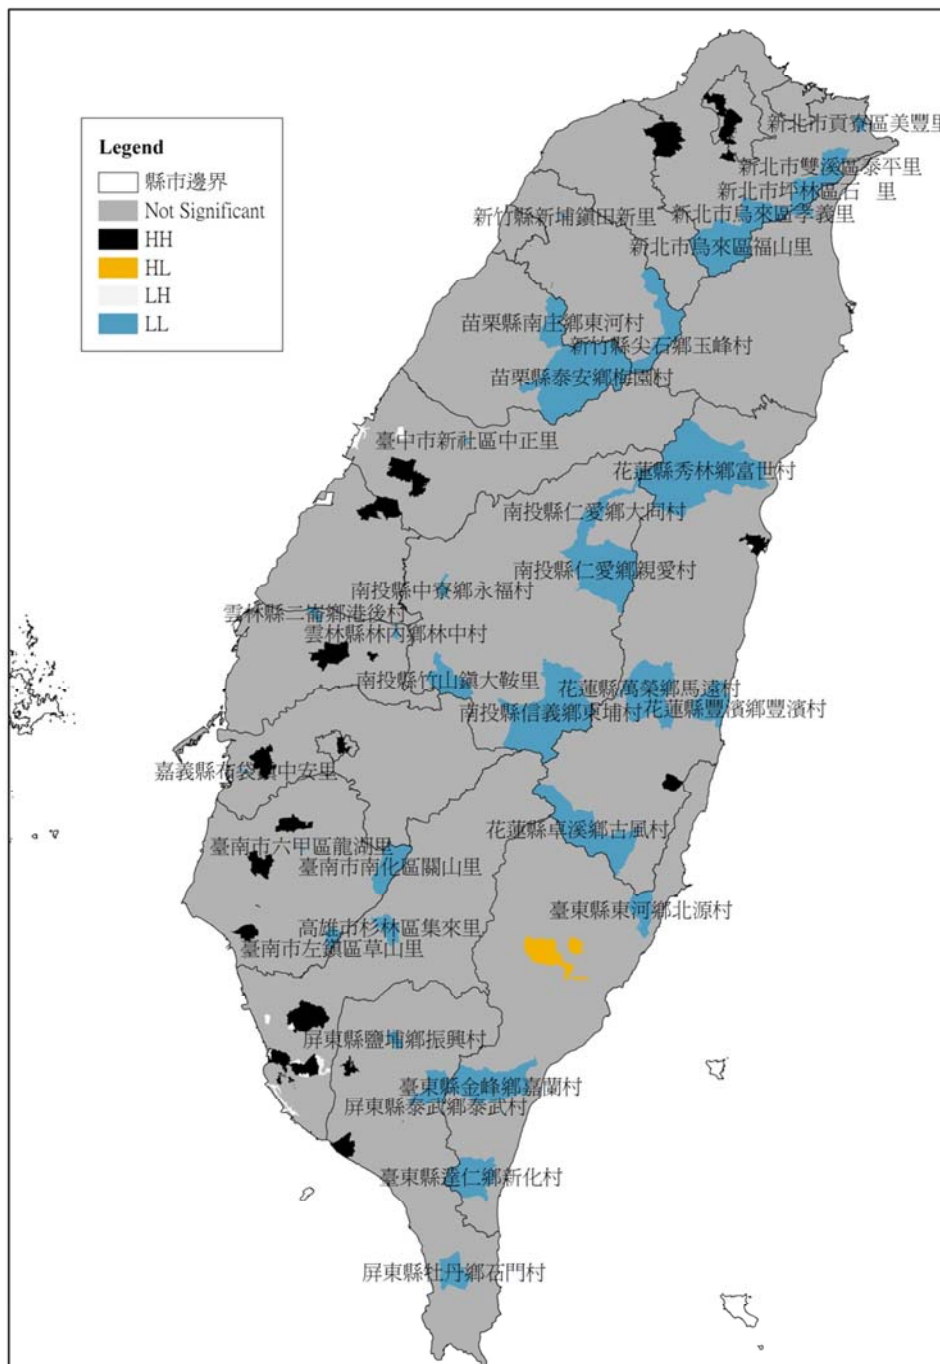 Legend
縣市邊界
Not Significant
HH
HL
LH
LL
新北市貢寮區美豐里
新北市雙溪區泰平里
新北市坪林區石 里
新竹縣新埔鎮田新里
新北市烏來區孝義里
新北市烏來區福山里
苗栗縣南庄鄉東河村
新竹縣尖石鄉玉峰村
苗栗縣泰安鄉梅園村
臺中市新社區中正里
花蓮縣秀林鄉富世村
南投縣仁愛鄉大同村
南投縣仁愛鄉親愛村
南投縣中寮鄉永福村
雲林縣二崙鄉港後村
雲林縣林內鄉林中村
南投縣竹山鎮大鞍里
花蓮縣萬榮鄉馬遠村
南投縣信義鄉東埔村
花蓮縣豐濱鄉豐濱村
嘉義縣布袋鎮中安里
花蓮縣卓溪鄉古風村
臺南市六甲區龍湖里
臺南市南化區關山里
臺東縣東河鄉北源村
高雄市杉林區集來里
臺南市左鎮區草山里
屏東縣鹽埔鄉振興村
臺東縣金峰鄉嘉蘭村
屏東縣泰武鄉泰武村
臺東縣達仁鄉新化村
屏東縣牡丹鄉石門村